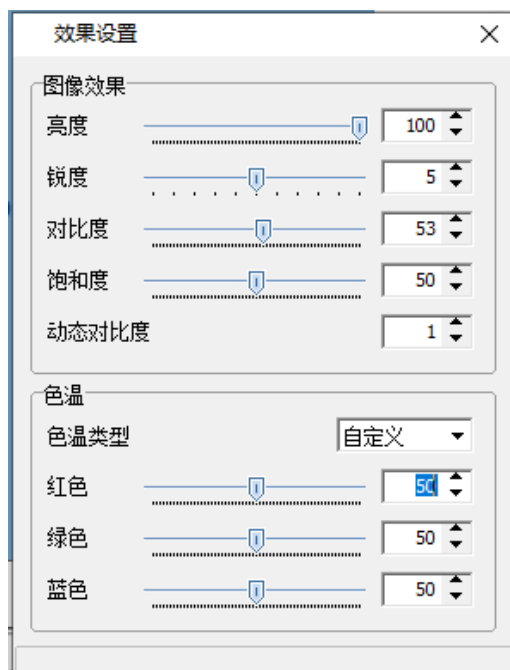 效果设置
图像效果
亮度 100
锐度 5
对比度 53
饱和度 50
动态对比度 1
色温
色温类型 自定义
红色 50
绿色 50
蓝色 50